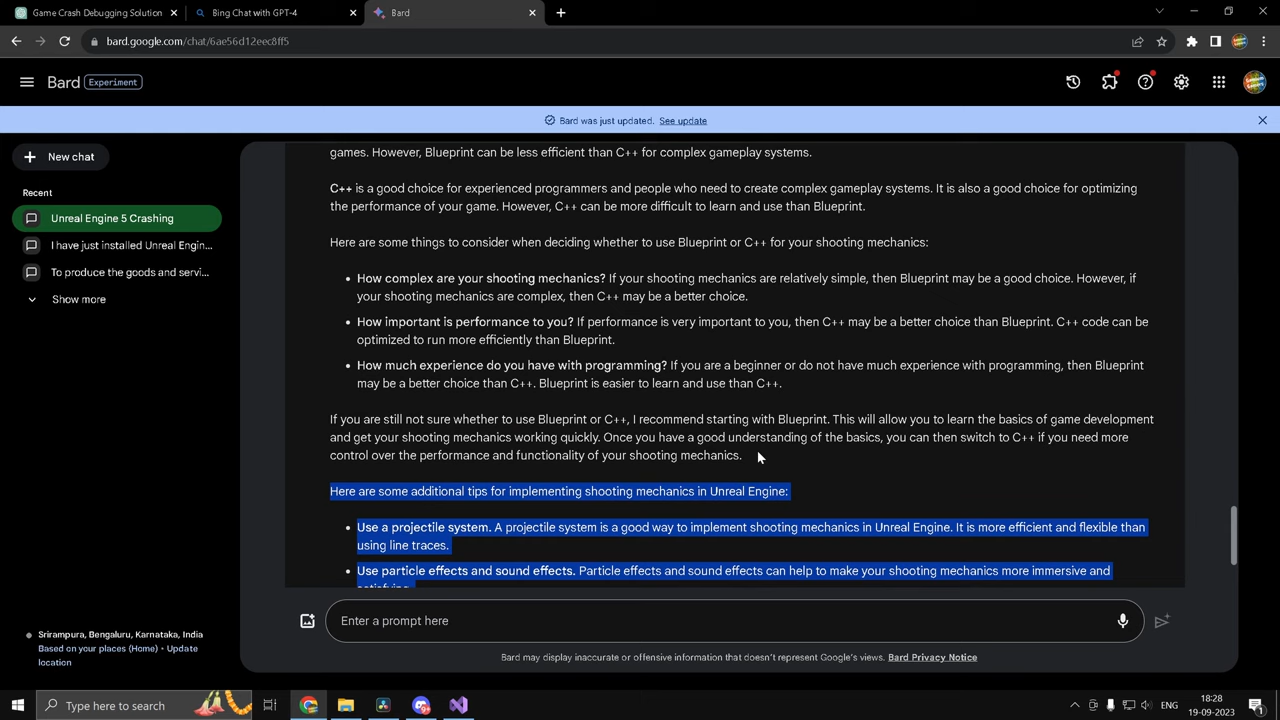 Game Crash Debugging Solution
Bing Chat with GPT-4
Bard
bard.google.com/chat/6ae56d12eec8ff5
Bard Experiment
Bard was just updated. See update
New chat
Recent
Unreal Engine 5 Crashing
I have just installed Unreal Engin...
To produce the goods and servi...
Show more
games. However, Blueprint can be less efficient than C++ for complex gameplay systems.
C++ is a good choice for experienced programmers and people who need to create complex gameplay systems. It is also a good choice for optimizing
the performance of your game. However, C++ can be more difficult to learn and use than Blueprint.
Here are some things to consider when deciding whether to use Blueprint or C++ for your shooting mechanics:
• How complex are your shooting mechanics? If your shooting mechanics are relatively simple, then Blueprint may be a good choice. However, if
your shooting mechanics are complex, then C++ may be a better choice.
• How important is performance to you? If performance is very important to you, then C++ may be a better choice than Blueprint. C++ code can be
optimized to run more efficiently than Blueprint.
• How much experience do you have with programming? If you are a beginner or do not have much experience with programming, then Blueprint
may be a better choice than C++. Blueprint is easier to learn and use than C++.
If you are still not sure whether to use Blueprint or C++, I recommend starting with Blueprint. This will allow you to learn the basics of game development
and get your shooting mechanics working quickly. Once you have a good understanding of the basics, you can then switch to C++ if you need more
control over the performance and functionality of your shooting mechanics.
Here are some additional tips for implementing shooting mechanics in Unreal Engine:
• Use a projectile system. A projectile system is a good way to implement shooting mechanics in Unreal Engine. It is more efficient and flexible than
using line traces.
• Use particle effects and sound effects. Particle effects and sound effects can help to make your shooting mechanics more immersive and
satisfying.
Enter a prompt here
Srirampura, Bengaluru, Karnataka, India
Based on your places (Home) • Update
location
Bard may display inaccurate or offensive information that doesn't represent Google's views. Bard Privacy Notice
Type here to search
ENG
18:28
19-09-2023
1